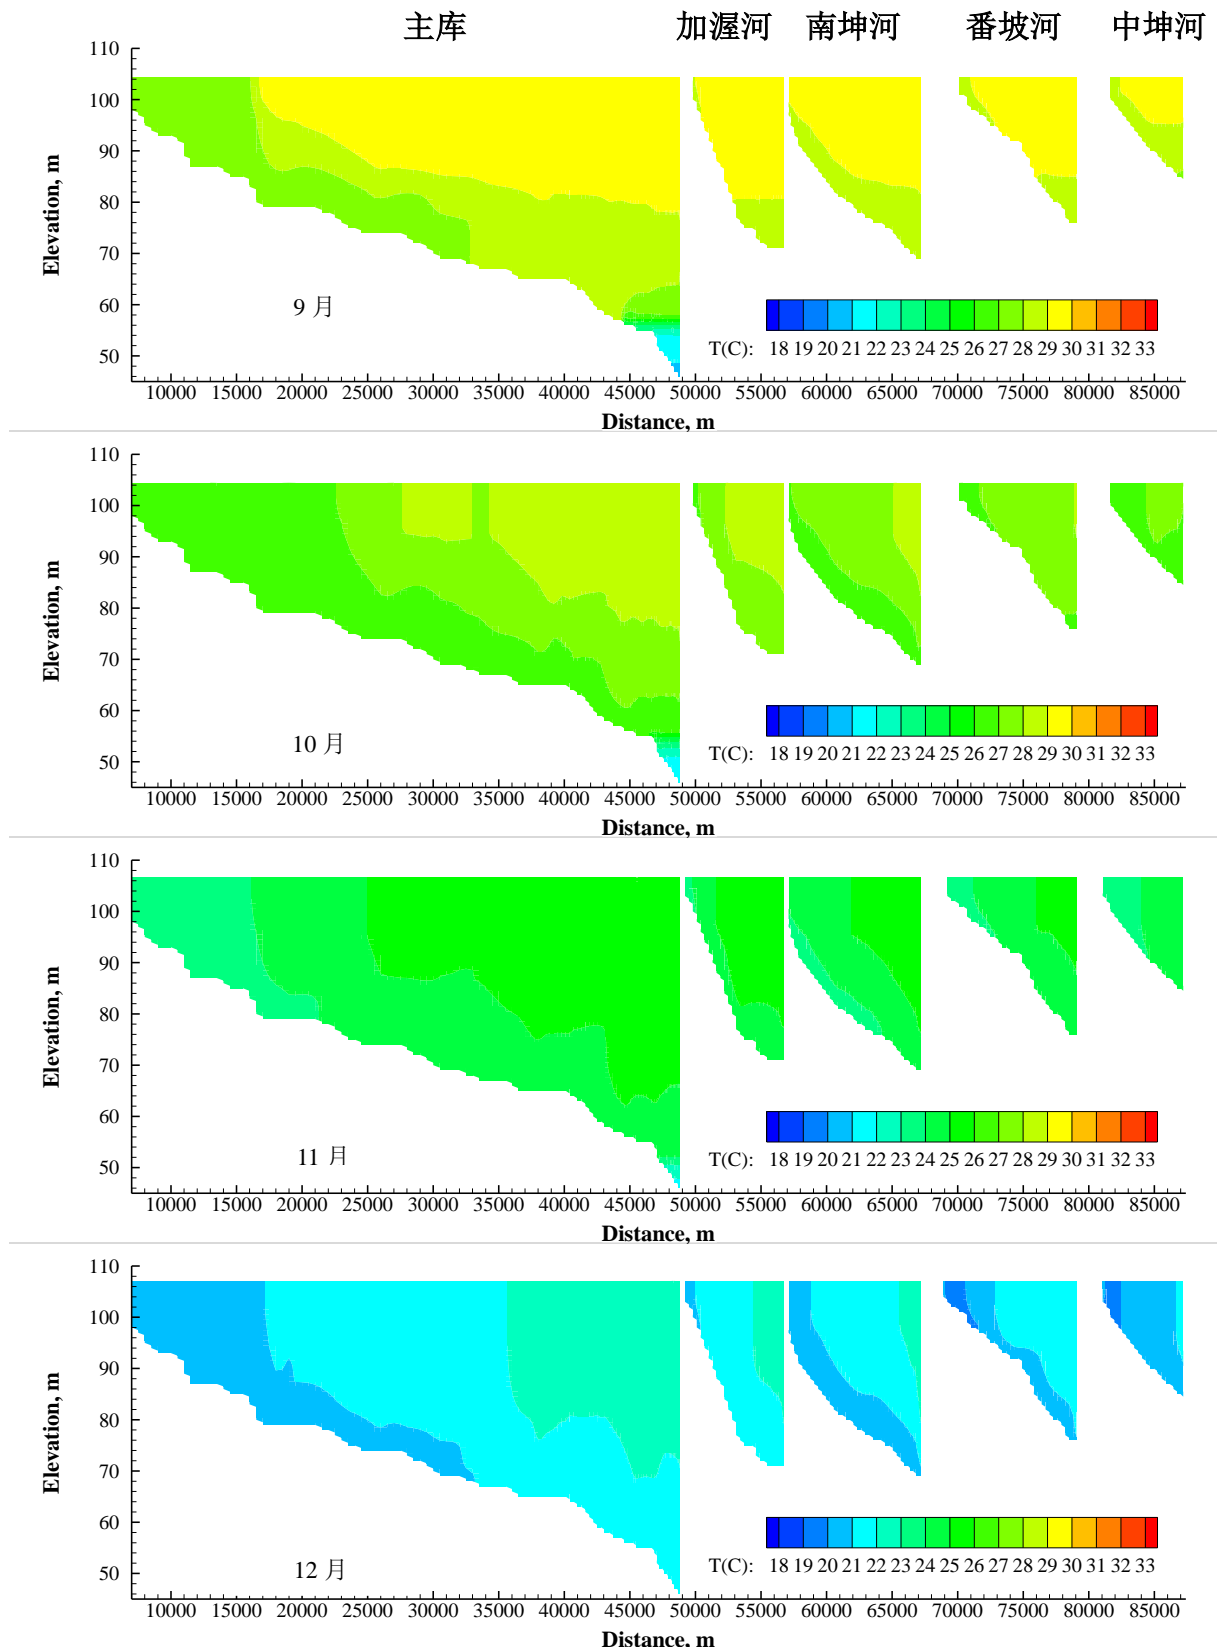 主库 加渥河 南坤河 番坡河 中坤河
110
100
90
80
70
60
50
Elevation, m
9 月
T(C): 18 19 20 21 22 23 24 25 26 27 28 29 30 31 32 33
10000 15000 20000 25000 30000 35000 40000 45000 50000 55000 60000 65000 70000 75000 80000 85000
Distance, m
110
100
90
80
70
60
50
Elevation, m
10 月
T(C): 18 19 20 21 22 23 24 25 26 27 28 29 30 31 32 33
10000 15000 20000 25000 30000 35000 40000 45000 50000 55000 60000 65000 70000 75000 80000 85000
Distance, m
110
100
90
80
70
60
50
Elevation, m
11 月
T(C): 18 19 20 21 22 23 24 25 26 27 28 29 30 31 32 33
10000 15000 20000 25000 30000 35000 40000 45000 50000 55000 60000 65000 70000 75000 80000 85000
Distance, m
110
100
90
80
70
60
50
Elevation, m
12 月
T(C): 18 19 20 21 22 23 24 25 26 27 28 29 30 31 32 33
10000 15000 20000 25000 30000 35000 40000 45000 50000 55000 60000 65000 70000 75000 80000 85000
Distance, m